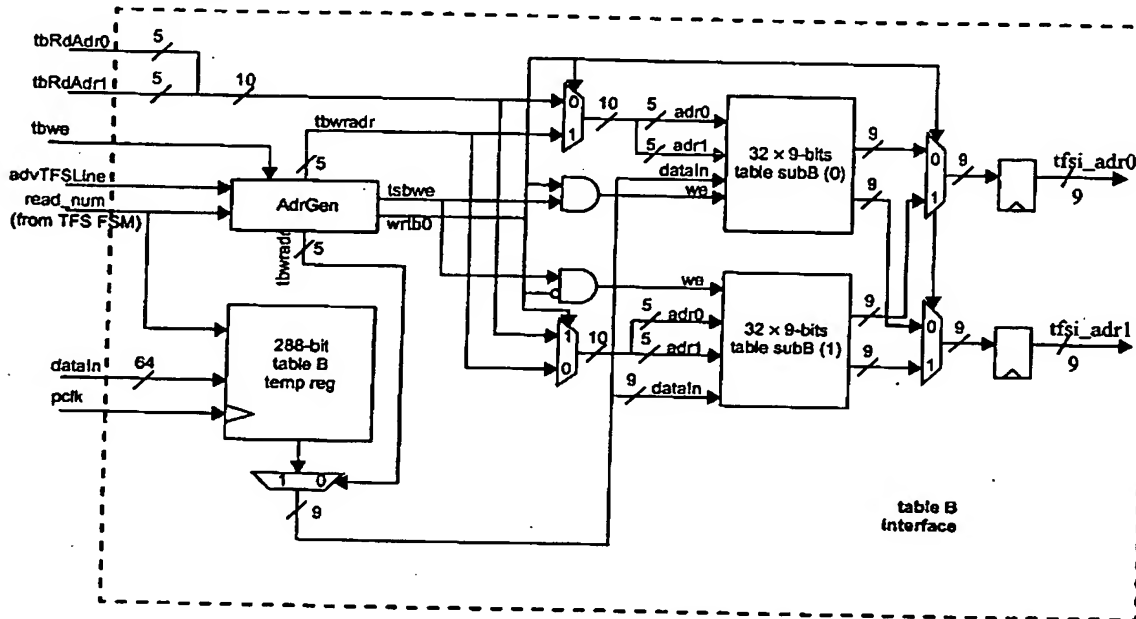 tbRdAdr0
5
tbRdAdr1
5
10
tbwe
tbwradr
5
advTFSLine
read_num
(from TFS FSM)
AdrGen
tsbwe
wrtb0
tbwradr
5
0
1
10
5
adr0
5
adr1
dataIn
we
32 × 9-bits
table subB (0)
9
9
0
1
9
tfsi_adr0
9
we
5
adr0
5
adr1
9
dataIn
32 × 9-bits
table subB (1)
9
9
0
1
9
tfsi_adr1
9
1
0
10
288-bit
table B
temp reg
dataIn
64
pclk
1 0
9
table B
interface